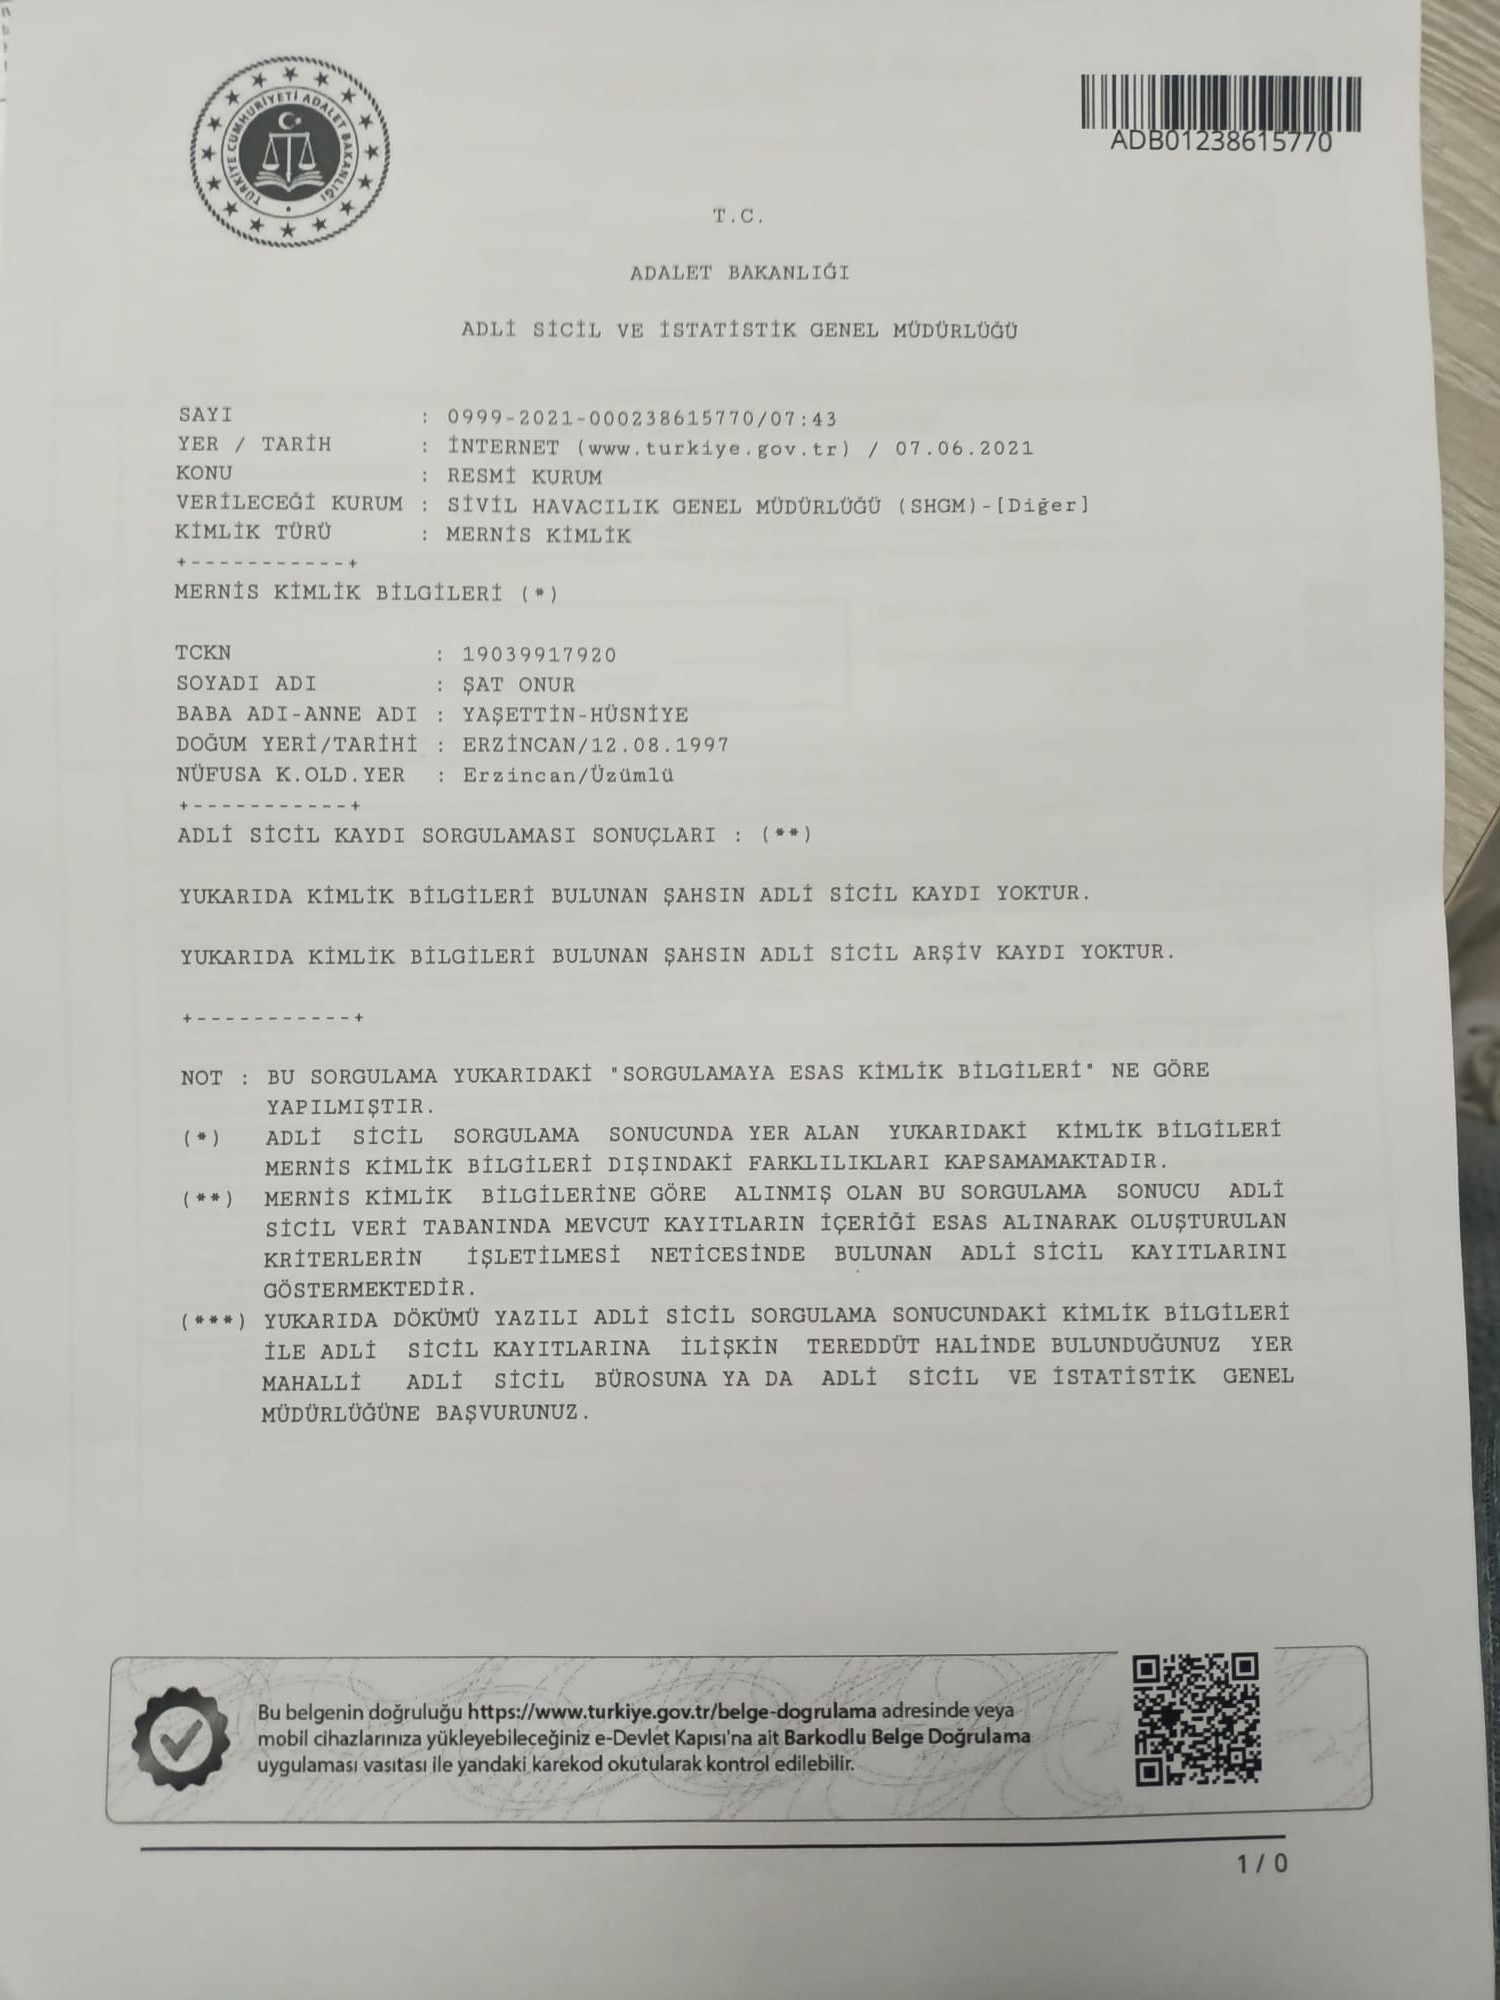 TÜRKİYE CUMHURİYETİ ADALET BAKANLIĞI
ADB01238615770
T.C.
ADALET BAKANLIĞI
ADLİ SİCİL VE İSTATİSTİK GENEL MÜDÜRLÜĞÜ
SAYI : 0999-2021-000238615770/07:43
YER / TARİH : İNTERNET (www.turkiye.gov.tr) / 07.06.2021
KONU : RESMİ KURUM
VERİLECEĞİ KURUM : SİVİL HAVACILIK GENEL MÜDÜRLÜĞÜ (SHGM)-[Diğer]
KİMLİK TÜRÜ : MERNİS KİMLİK
+-----------+
MERNİS KİMLİK BİLGİLERİ (*)
TCKN : 19039917920
SOYADI ADI : ŞAT ONUR
BABA ADI-ANNE ADI : YAŞETTİN-HÜSNİYE
DOĞUM YERİ/TARİHİ : ERZİNCAN/12.08.1997
NÜFUSA K.OLD.YER : Erzincan/Üzümlü
+-----------+
ADLİ SİCİL KAYDI SORGULAMASI SONUÇLARI : (**)
YUKARIDA KİMLİK BİLGİLERİ BULUNAN ŞAHSIN ADLİ SİCİL KAYDI YOKTUR.
YUKARIDA KİMLİK BİLGİLERİ BULUNAN ŞAHSIN ADLİ SİCİL ARŞİV KAYDI YOKTUR.
+-----------+
NOT : BU SORGULAMA YUKARIDAKİ "SORGULAMAYA ESAS KİMLİK BİLGİLERİ" NE GÖRE
YAPILMIŞTIR.
(*) ADLİ SİCİL SORGULAMA SONUCUNDA YER ALAN YUKARIDAKİ KİMLİK BİLGİLERİ
MERNİS KİMLİK BİLGİLERİ DIŞINDAKİ FARKLILIKLARI KAPSAMAMAKTADIR.
(**) MERNİS KİMLİK BİLGİLERİNE GÖRE ALINMIŞ OLAN BU SORGULAMA SONUCU ADLİ
SİCİL VERİ TABANINDA MEVCUT KAYITLARIN İÇERİĞİ ESAS ALINARAK OLUŞTURULAN
KRİTERLERİN İŞLETİLMESİ NETİCESİNDE BULUNAN ADLİ SİCİL KAYITLARINI
GÖSTERMEKTEDİR.
(***) YUKARIDA DÖKÜMÜ YAZILI ADLİ SİCİL SORGULAMA SONUCUNDAKİ KİMLİK BİLGİLERİ
İLE ADLİ SİCİL KAYITLARINA İLİŞKİN TEREDDÜT HALİNDE BULUNDUĞUNUZ YER
MAHALLİ ADLİ SİCİL BÜROSUNA YA DA ADLİ SİCİL VE İSTATİSTİK GENEL
MÜDÜRLÜĞÜNE BAŞVURUNUZ.
Bu belgenin doğruluğu https://www.turkiye.gov.tr/belge-dogrulama adresinde veya
mobil cihazlarınıza yükleyebileceğiniz e-Devlet Kapısı'na ait Barkodlu Belge Doğrulama
uygulaması vasıtası ile yandaki karekod okutularak kontrol edilebilir.
1 / 0